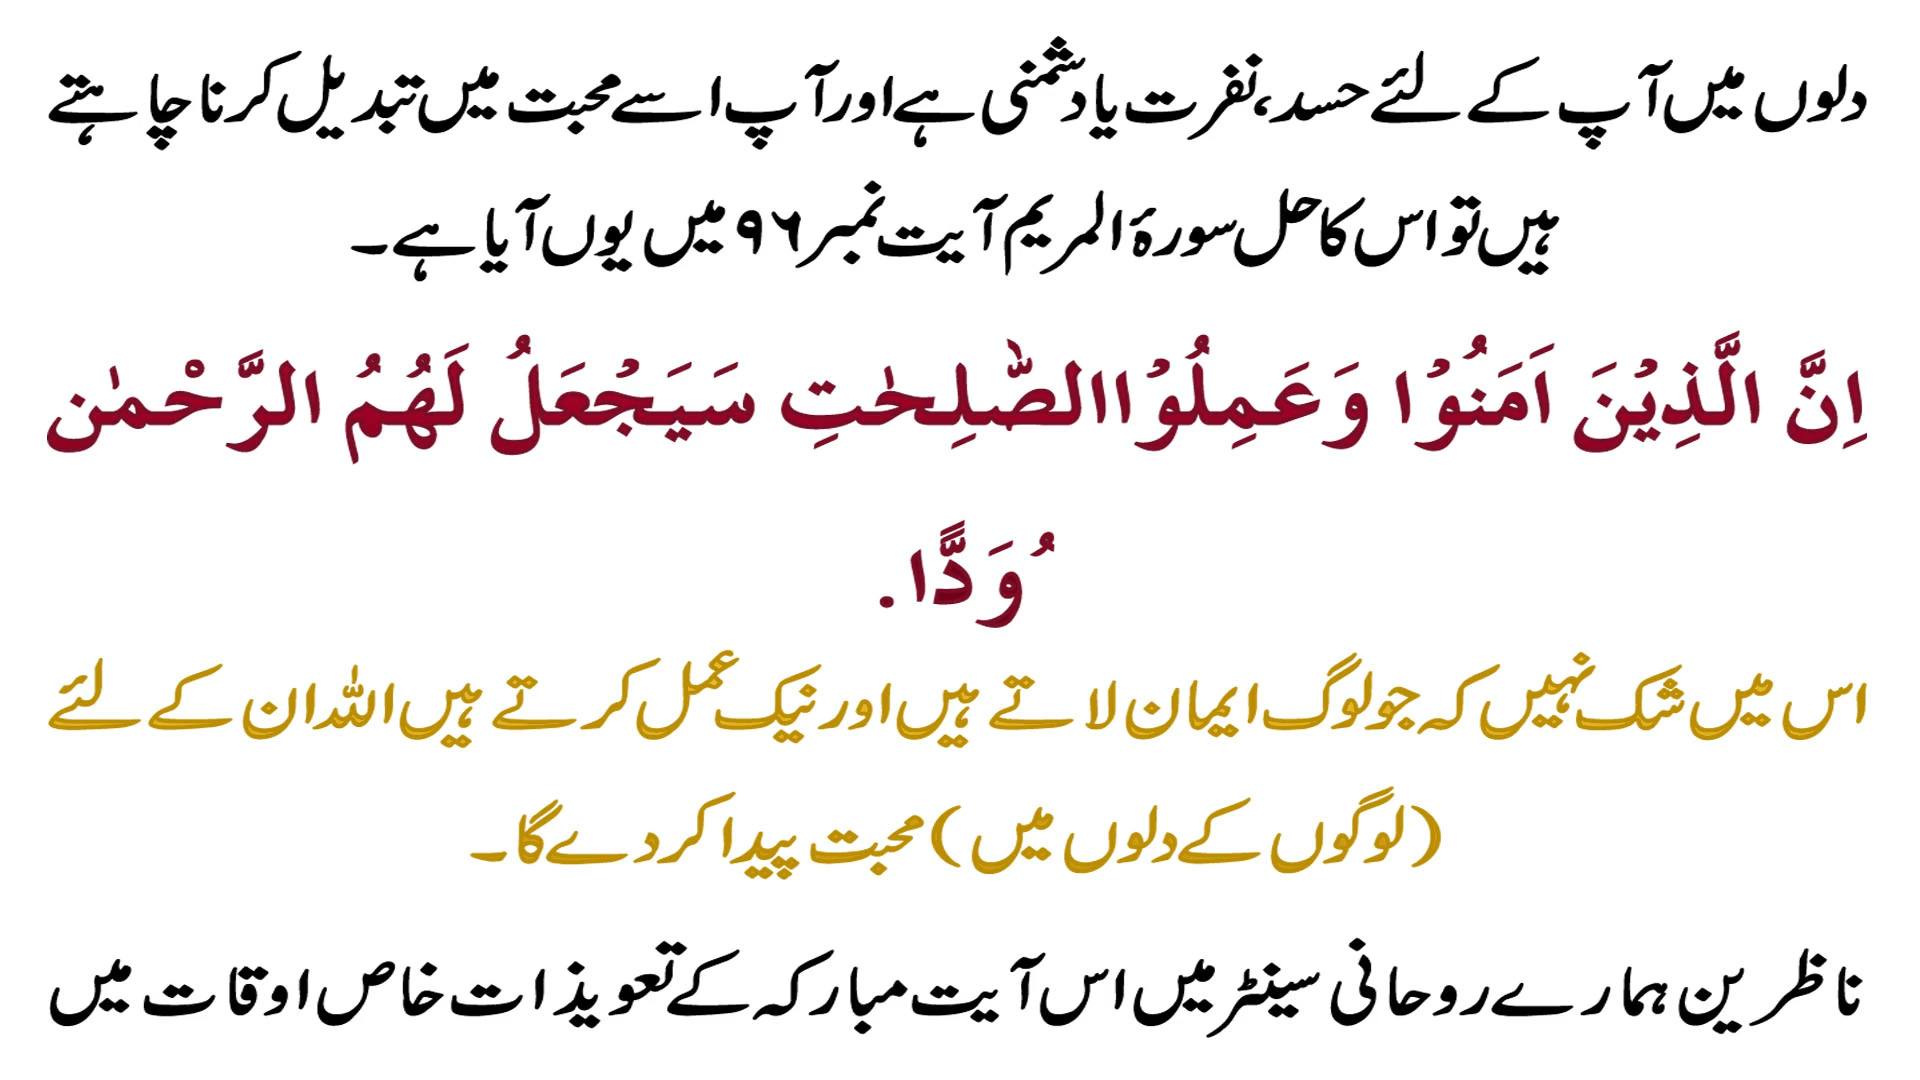 دلوں میں آپ کے لئے حسد، نفرت یا دشمنی ہے اور آپ اسے محبت میں تبدیل کرنا چاہتے
ہیں تو اس کا حل سورۂ المریم آیت نمبر ۹۶ میں یوں آیا ہے۔
اِنَّ الَّذِیْنَ اَمَنُوْا وَعَمِلُوْاالصّٰلِحٰتِ سَیَجْعَلُ لَهُمُ الرَّحْمٰن
ُوَدًّا.
اس میں شک نہیں کہ جو لوگ ایمان لاتے ہیں اور نیک عمل کرتے ہیں اللہ ان کے لئے
(لوگوں کے دلوں میں) محبت پیدا کر دے گا۔
ناظرین ہمارے روحانی سینٹر میں اس آیت مبارکہ کے تعویذات خاص اوقات میں